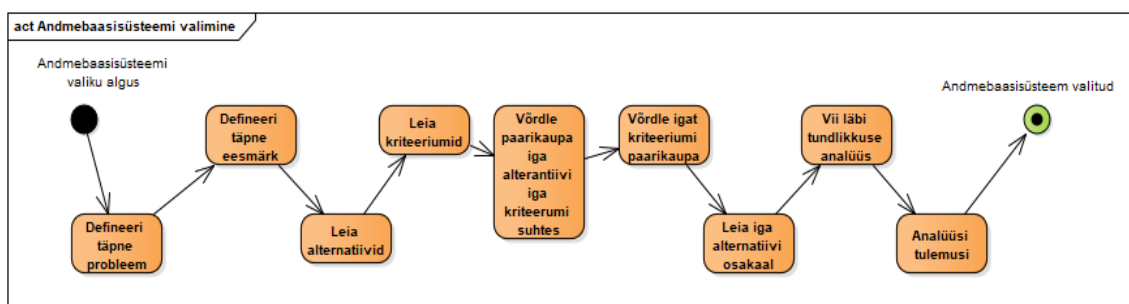 act Andmebaasisüsteemi valimine
Andmebaasisüsteemi
valiku algus
Defineeri
täpne
probleem
Defineeri
täpne
eesmärk
Leia
alternatiivid
Leia
kriteeriumid
Võrdle
paarikaupa
iga
alterantiivi
iga
kriteerumi
suhtes
Võrdle igat
kriteeriumi
paarikaupa
Leia iga
alternatiivi
osakaal
Vii läbi
tundlikkuse
analüüs
Analüüsi
tulemusi
Andmebaasisüsteem valitud